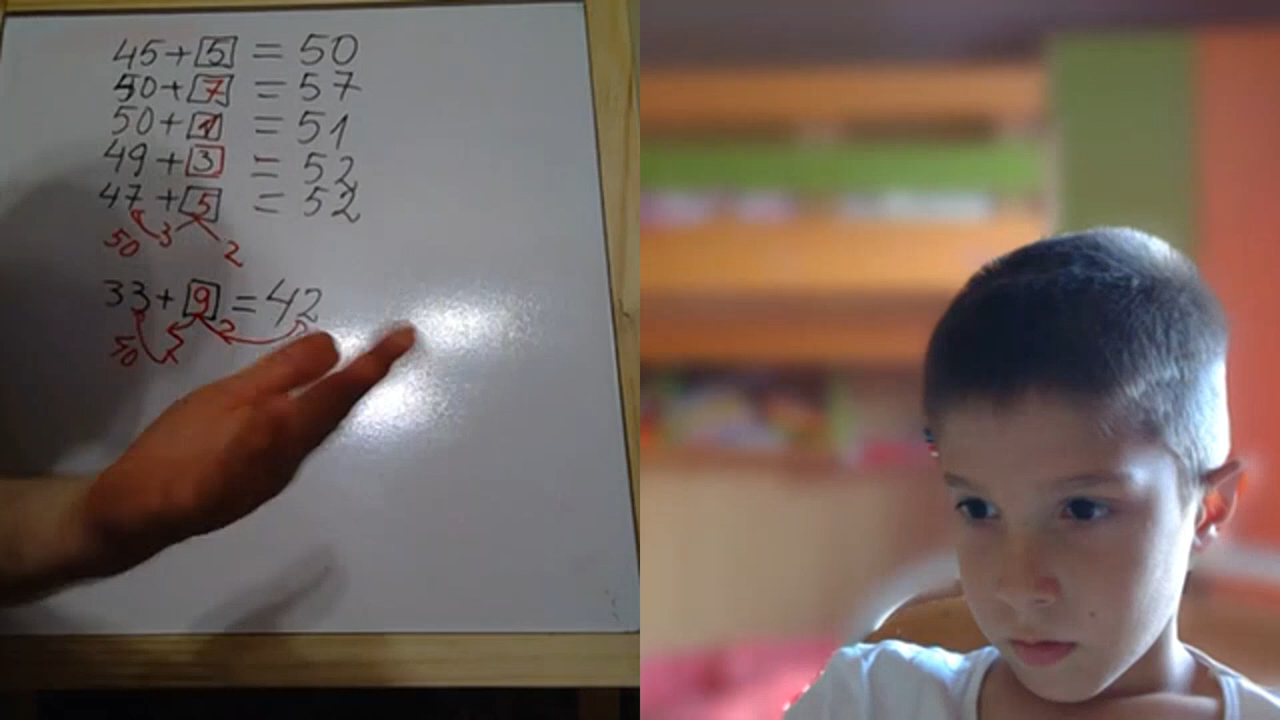 45+5 = 50
50+7 = 57
50+1 = 51
49+3 = 52
47+5 = 52
50 3 2
33+9 = 42
2